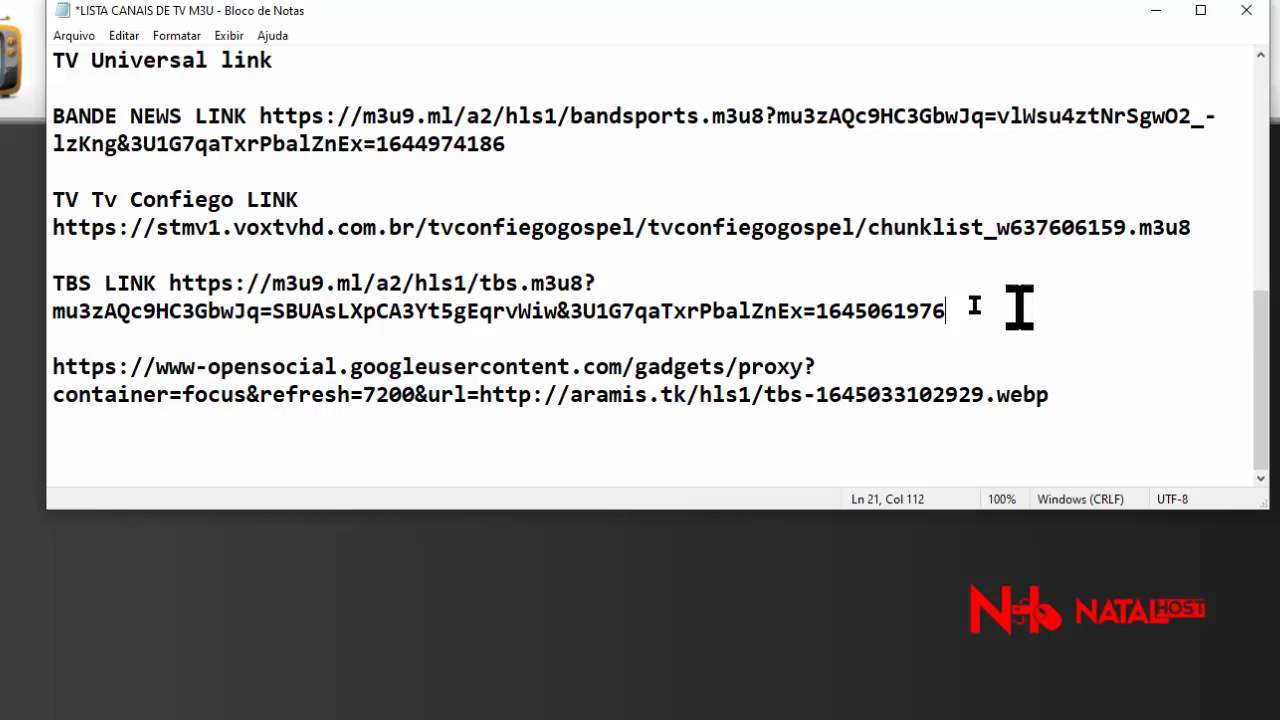 *LISTA CANAIS DE TV M3U - Bloco de Notas
Arquivo Editar Formatar Exibir Ajuda
TV Universal link
BANDE NEWS LINK https://m3u9.ml/a2/hls1/bandsports.m3u8?mu3zAQc9HC3GbwJq=vlWsu4ztNrSgwO2_-
lzKng&3U1G7qaTxrPbalZnEx=1644974186
TV Tv Confiego LINK
https://stmv1.voxtvhd.com.br/tvconfiegogospel/tvconfiegogospel/chunklist_w637606159.m3u8
TBS LINK https://m3u9.ml/a2/hls1/tbs.m3u8?
mu3zAQc9HC3GbwJq=SBUAsLXpCA3Yt5gEqrvWiw&3U1G7qaTxrPbalZnEx=1645061976
https://www-opensocial.googleusercontent.com/gadgets/proxy?
container=focus&refresh=7200&url=http://aramis.tk/hls1/tbs-1645033102929.webp
Ln 21, Col 112 100% Windows (CRLF) UTF-8
NATAL HOST